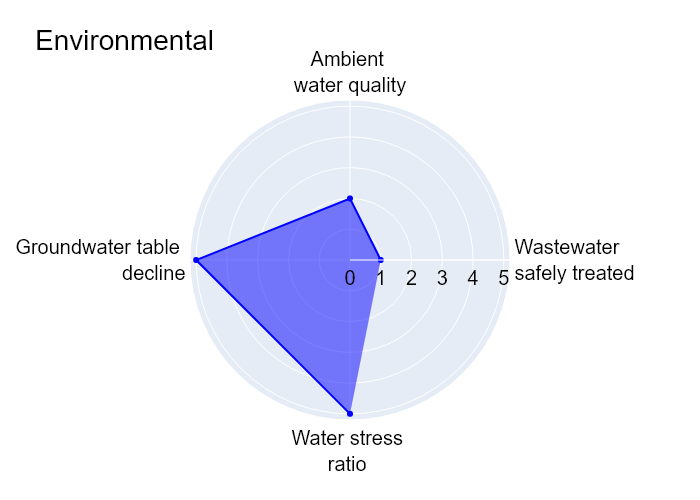 Environmental
Ambient
water quality
Groundwater table
decline
Wastewater
safely treated
0 1 2 3 4 5
Water stress
ratio